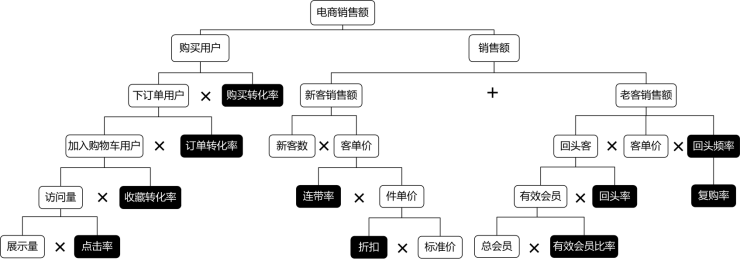 电商销售额
购买用户
销售额
下订单用户 × 购买转化率
新客销售额 + 老客销售额
加入购物车用户 × 订单转化率
新客数 × 客单价
回头客 × 客单价 × 回头频率
访问量 × 收藏转化率
连带率 × 件单价
有效会员 × 回头率
复购率
展示量 × 点击率
折扣 × 标准价
总会员 × 有效会员比率